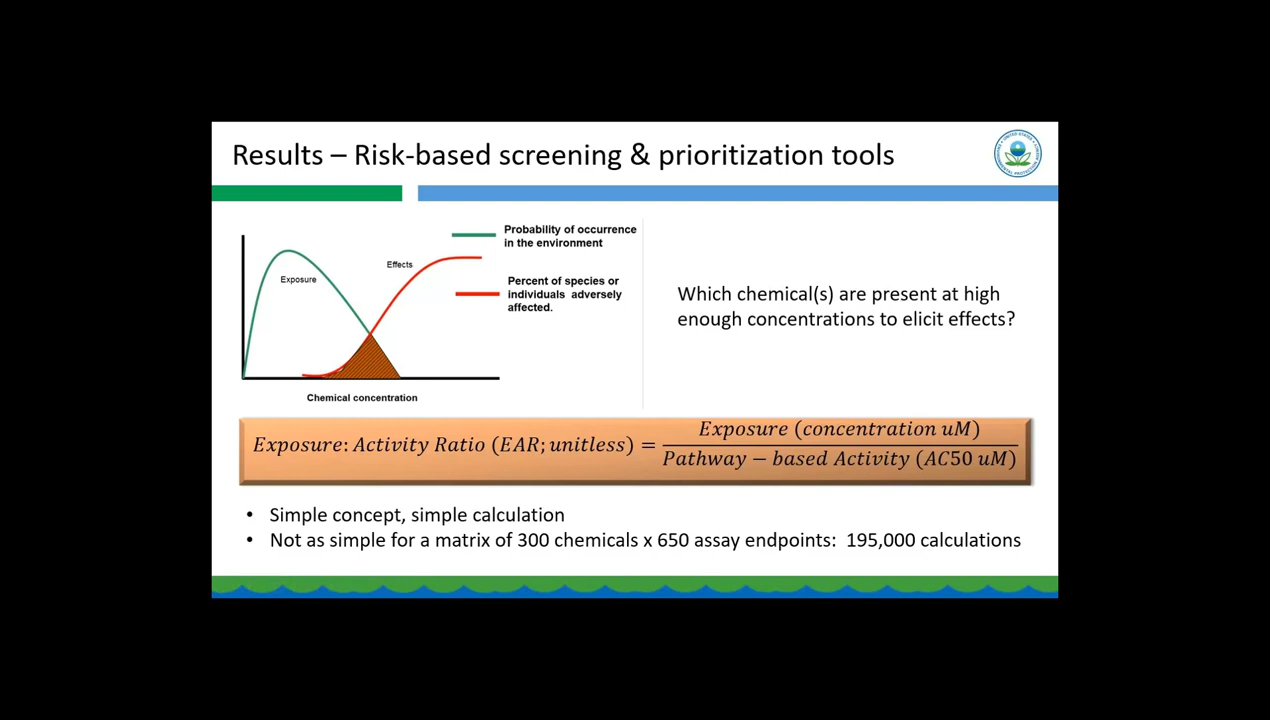 Results – Risk-based screening & prioritization tools
Probability of occurrence
in the environment
Effects
Exposure
Percent of species or
individuals adversely
affected.
Chemical concentration
Which chemical(s) are present at high
enough concentrations to elicit effects?
Exposure: Activity Ratio (EAR; unitless) = Exposure (concentration uM)
Pathway − based Activity (AC50 uM)
• Simple concept, simple calculation
• Not as simple for a matrix of 300 chemicals x 650 assay endpoints: 195,000 calculations